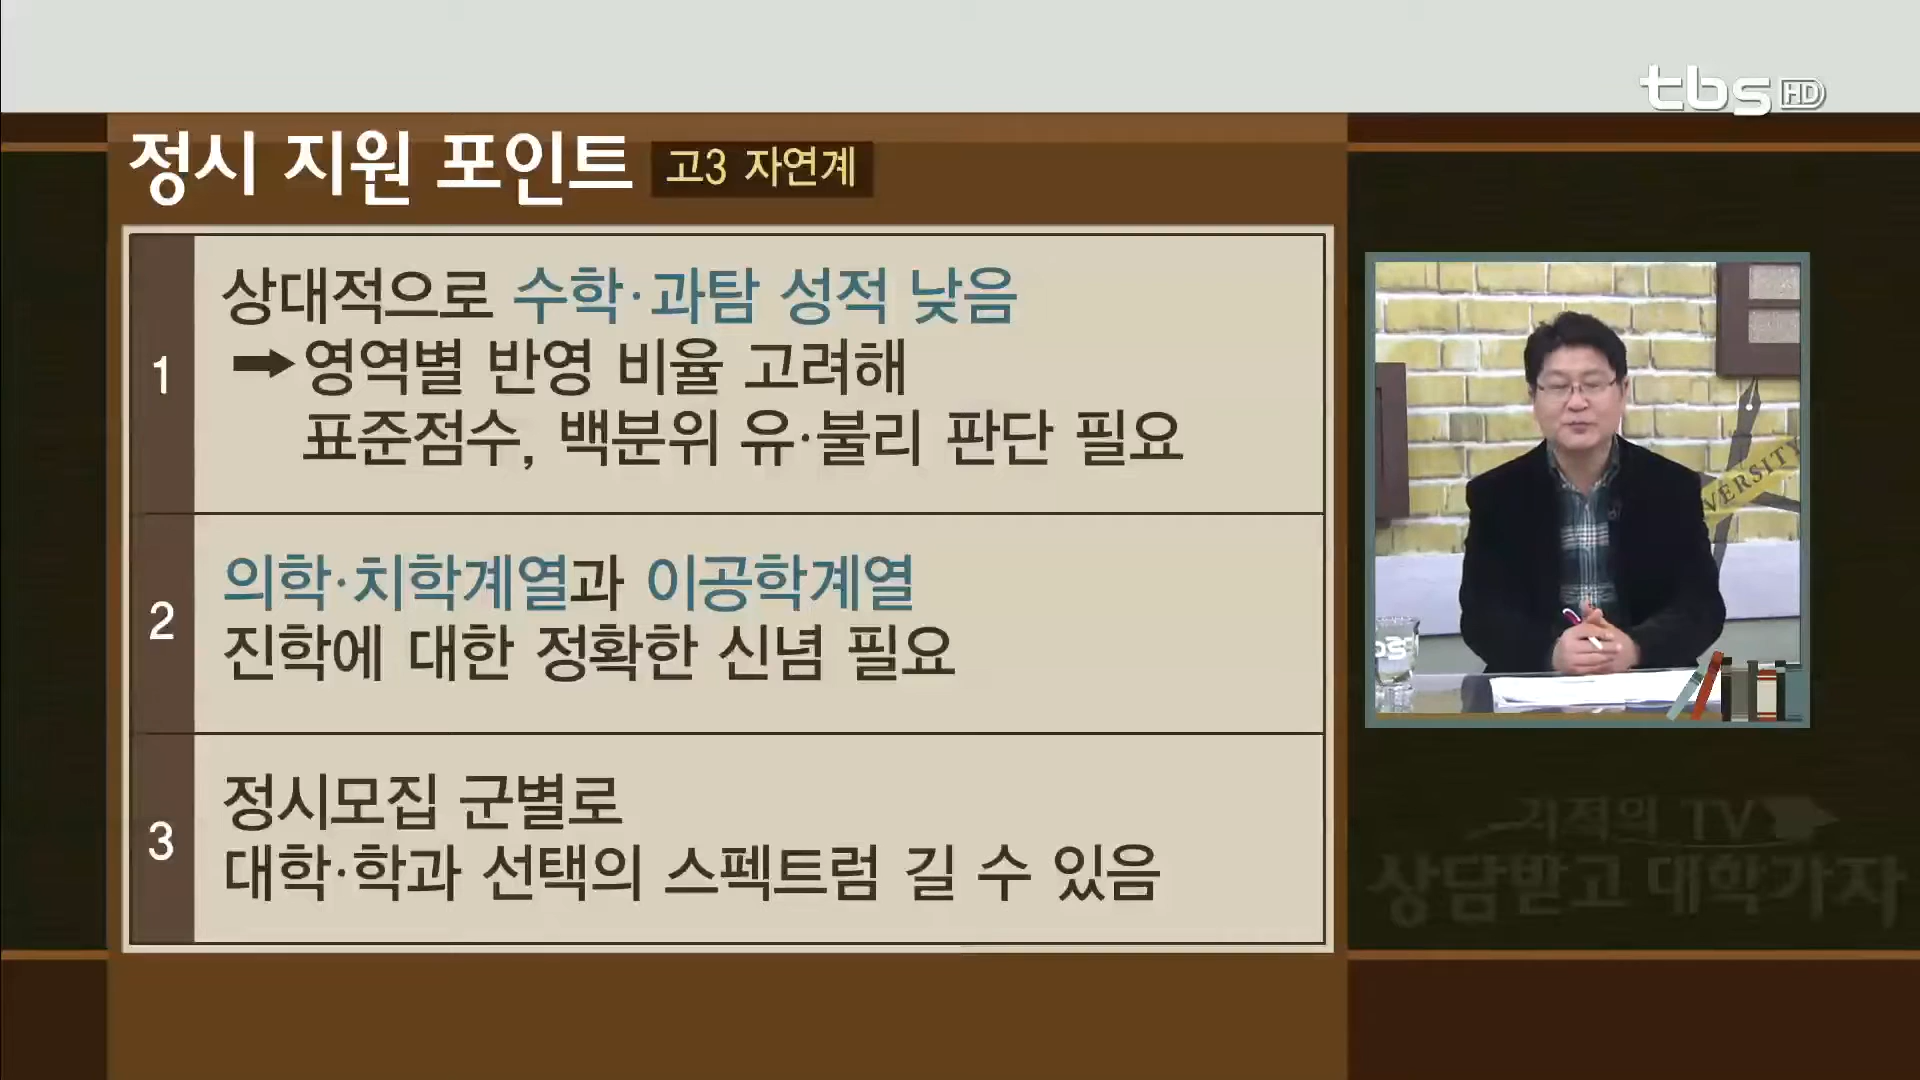 tbs HD
정시 지원 포인트 고3 자연계
1
상대적으로 수학·과탐 성적 낮음
➡영역별 반영 비율 고려해
표준점수, 백분위 유·불리 판단 필요
2
의학·치학계열과 이공학계열
진학에 대한 정확한 신념 필요
3
정시모집 군별로
대학·학과 선택의 스펙트럼 길 수 있음
VERSITY
tbs
기적의 TV
상담받고 대학가자